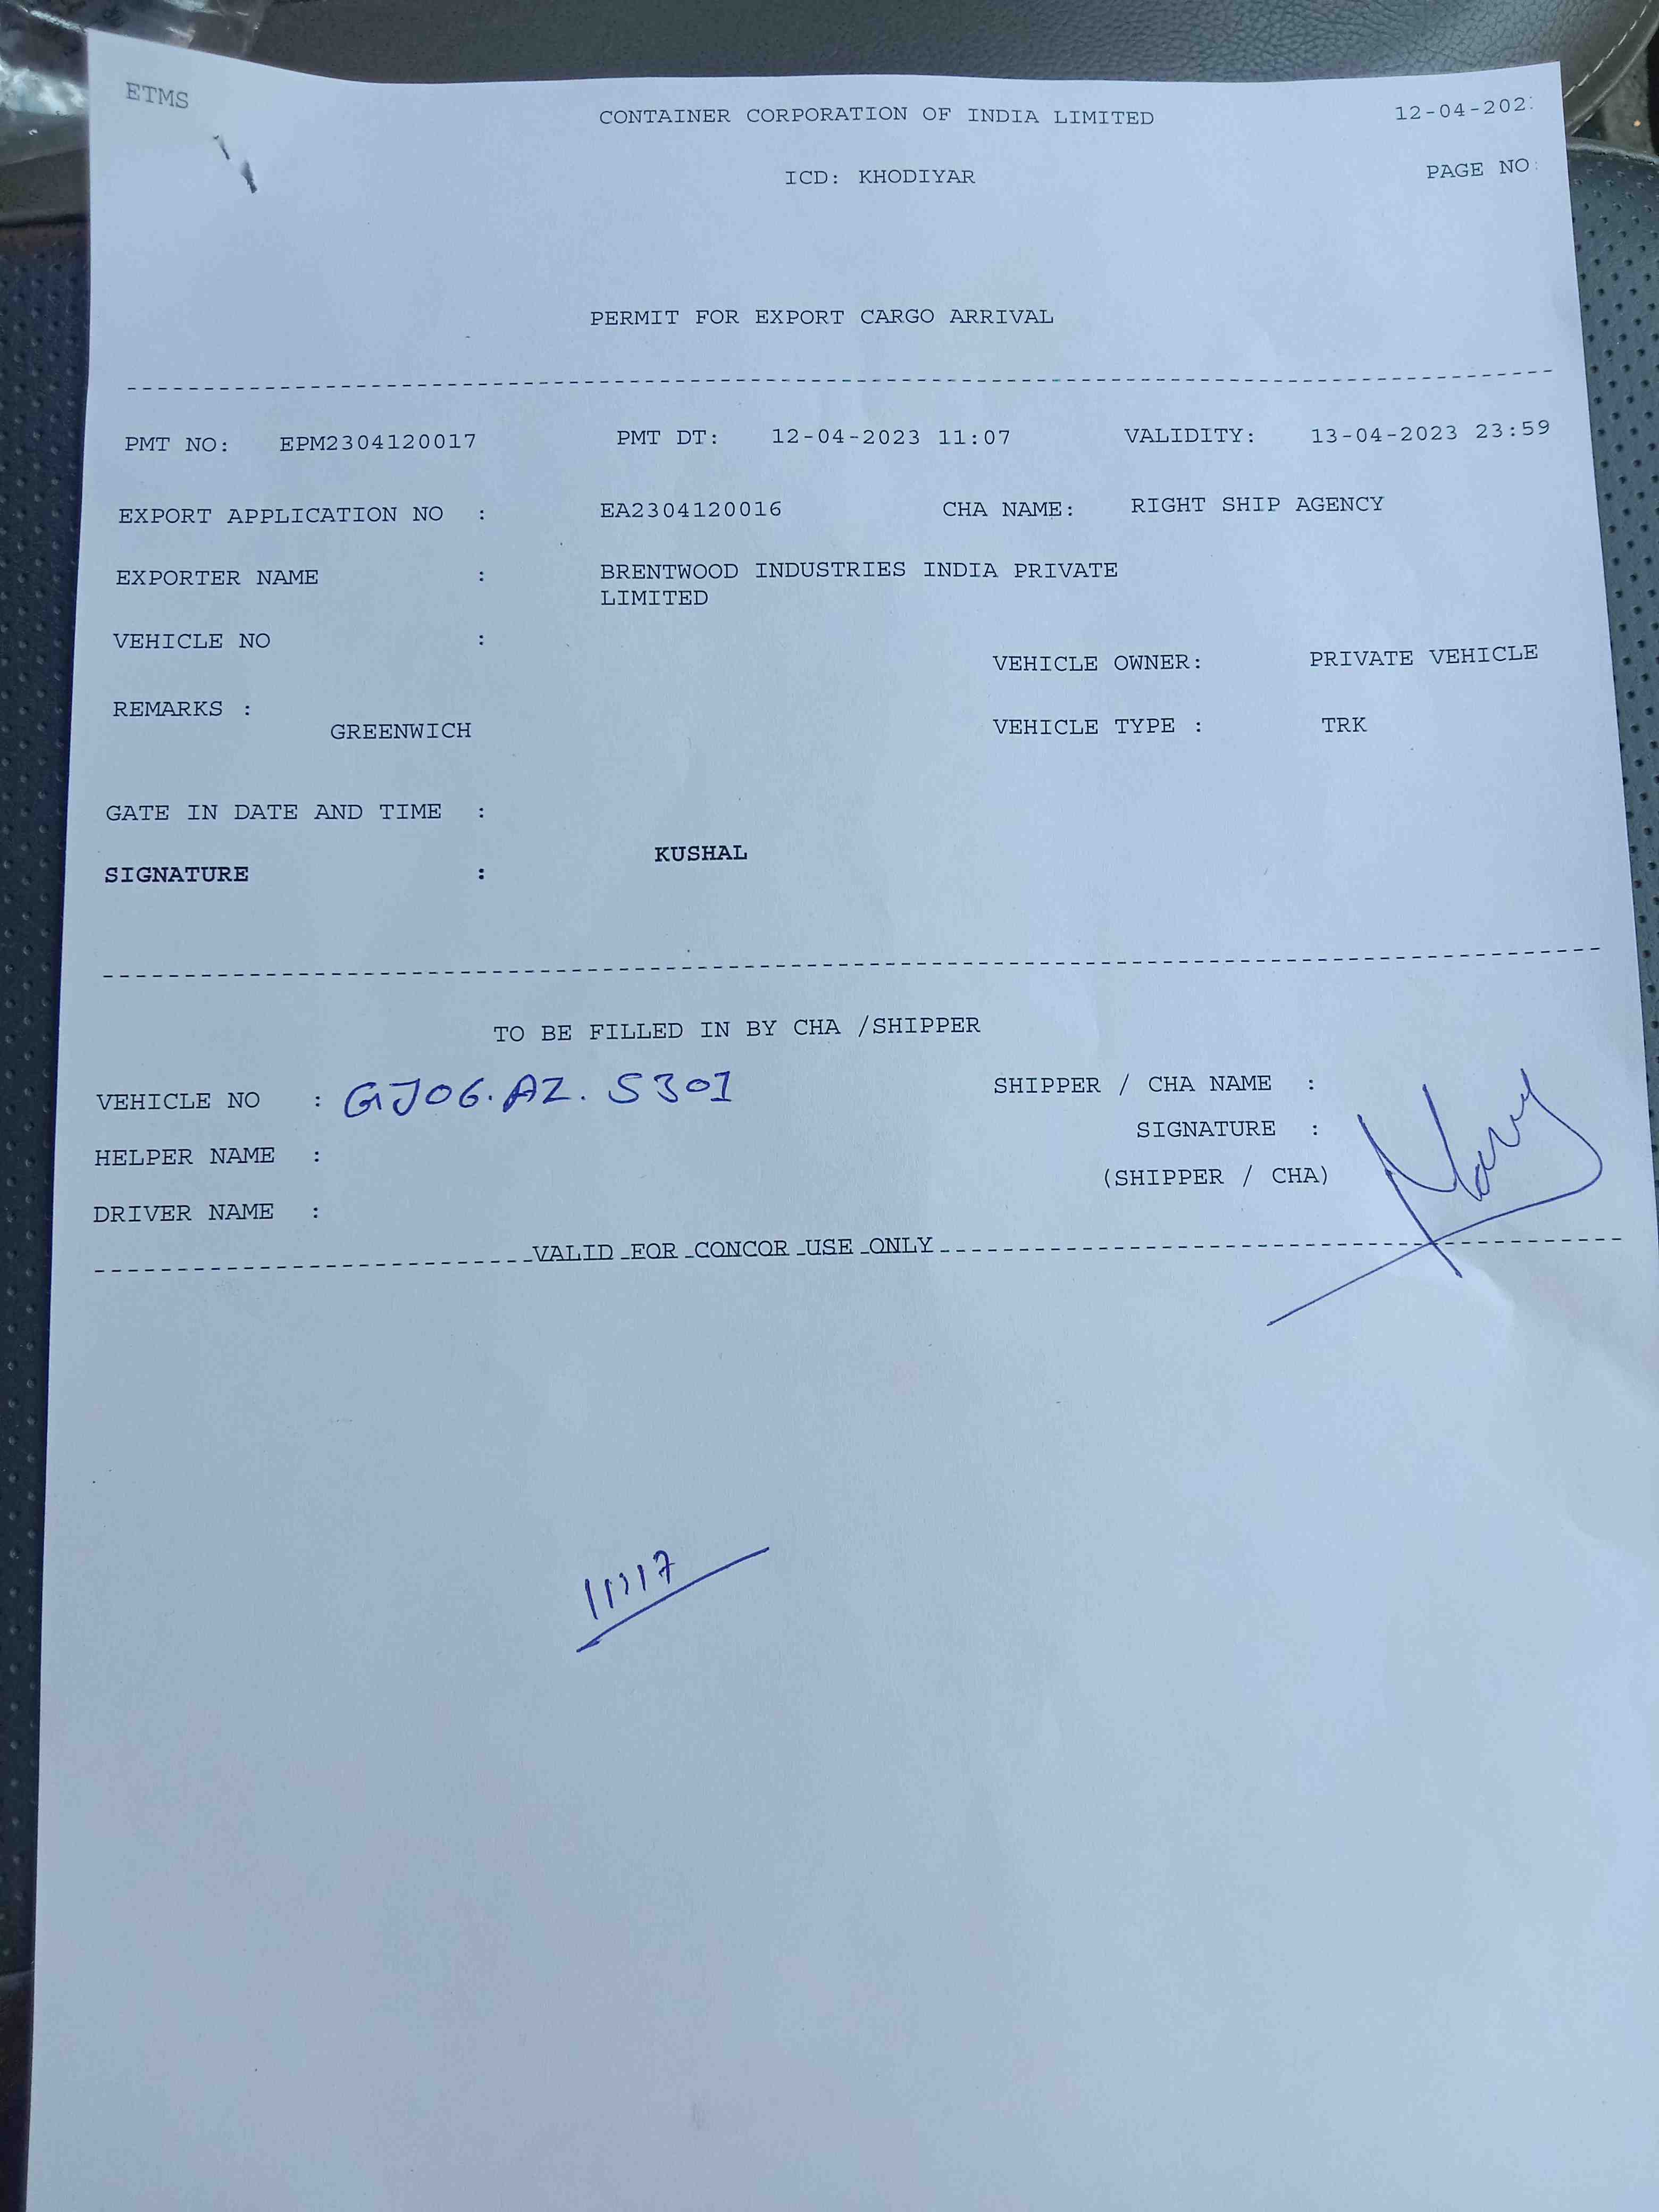 ETMS
CONTAINER CORPORATION OF INDIA LIMITED
12-04-202
ICD: KHODIYAR
PAGE NO:
PERMIT FOR EXPORT CARGO ARRIVAL
PMT NO: EPM2304120017 PMT DT: 12-04-2023 11:07 VALIDITY: 13-04-2023 23:59
EXPORT APPLICATION NO : EA2304120016 CHA NAME: RIGHT SHIP AGENCY
EXPORTER NAME : BRENTWOOD INDUSTRIES INDIA PRIVATE
LIMITED
VEHICLE NO :
VEHICLE OWNER: PRIVATE VEHICLE
REMARKS :
GREENWICH
VEHICLE TYPE : TRK
GATE IN DATE AND TIME :
KUSHAL
SIGNATURE :
TO BE FILLED IN BY CHA /SHIPPER
VEHICLE NO : GJ06.AZ.5301
SHIPPER / CHA NAME :
SIGNATURE :
HELPER NAME :
(SHIPPER / CHA)
DRIVER NAME :
VALID FOR CONCOR USE ONLY